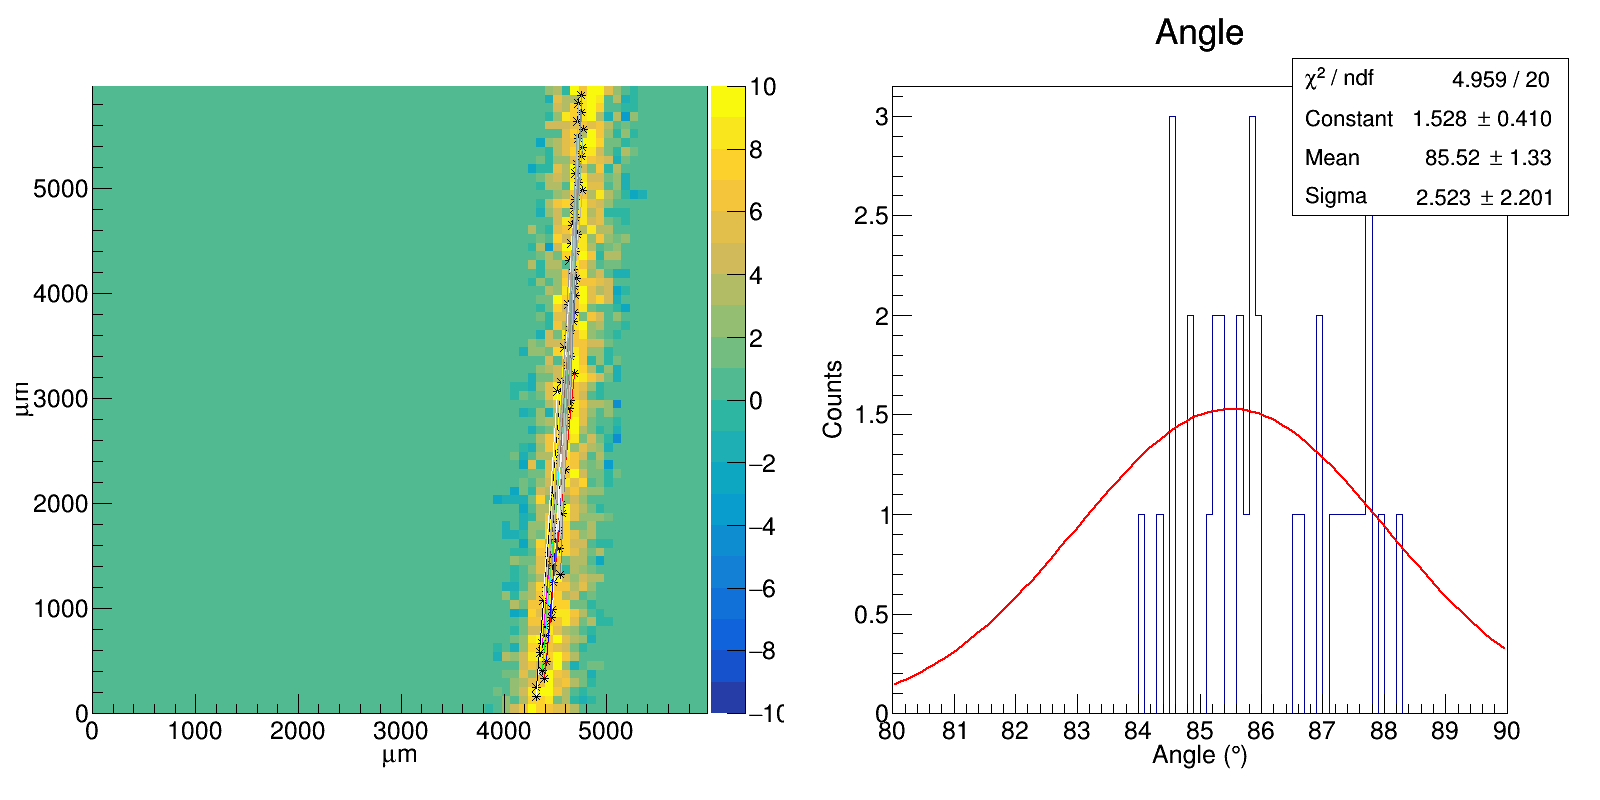 Angle
χ² / ndf 4.959 / 20
Constant 1.528 ± 0.410
Mean 85.52 ± 1.33
Sigma 2.523 ± 2.201
µm
5000
4000
3000
2000
1000
0
0 1000 2000 3000 4000 5000
µm
10
8
6
4
2
0
−2
−4
−6
−8
−10
Counts
3
2.5
2
1.5
1
0.5
0
80 81 82 83 84 85 86 87 88 89 90
Angle (°)